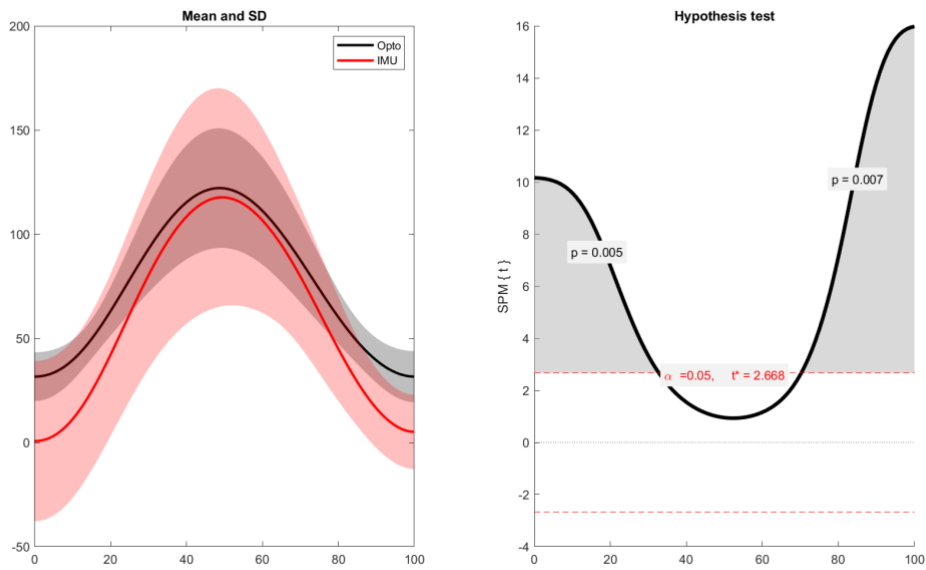 Mean and SD
200
150
100
50
0
-50
0 20 40 60 80 100
Opto
IMU
Hypothesis test
SPM { t }
16
14
12
10
8
6
4
2
0
-2
-4
0 20 40 60 80 100
p = 0.005
p = 0.007
α =0.05, t* = 2.668